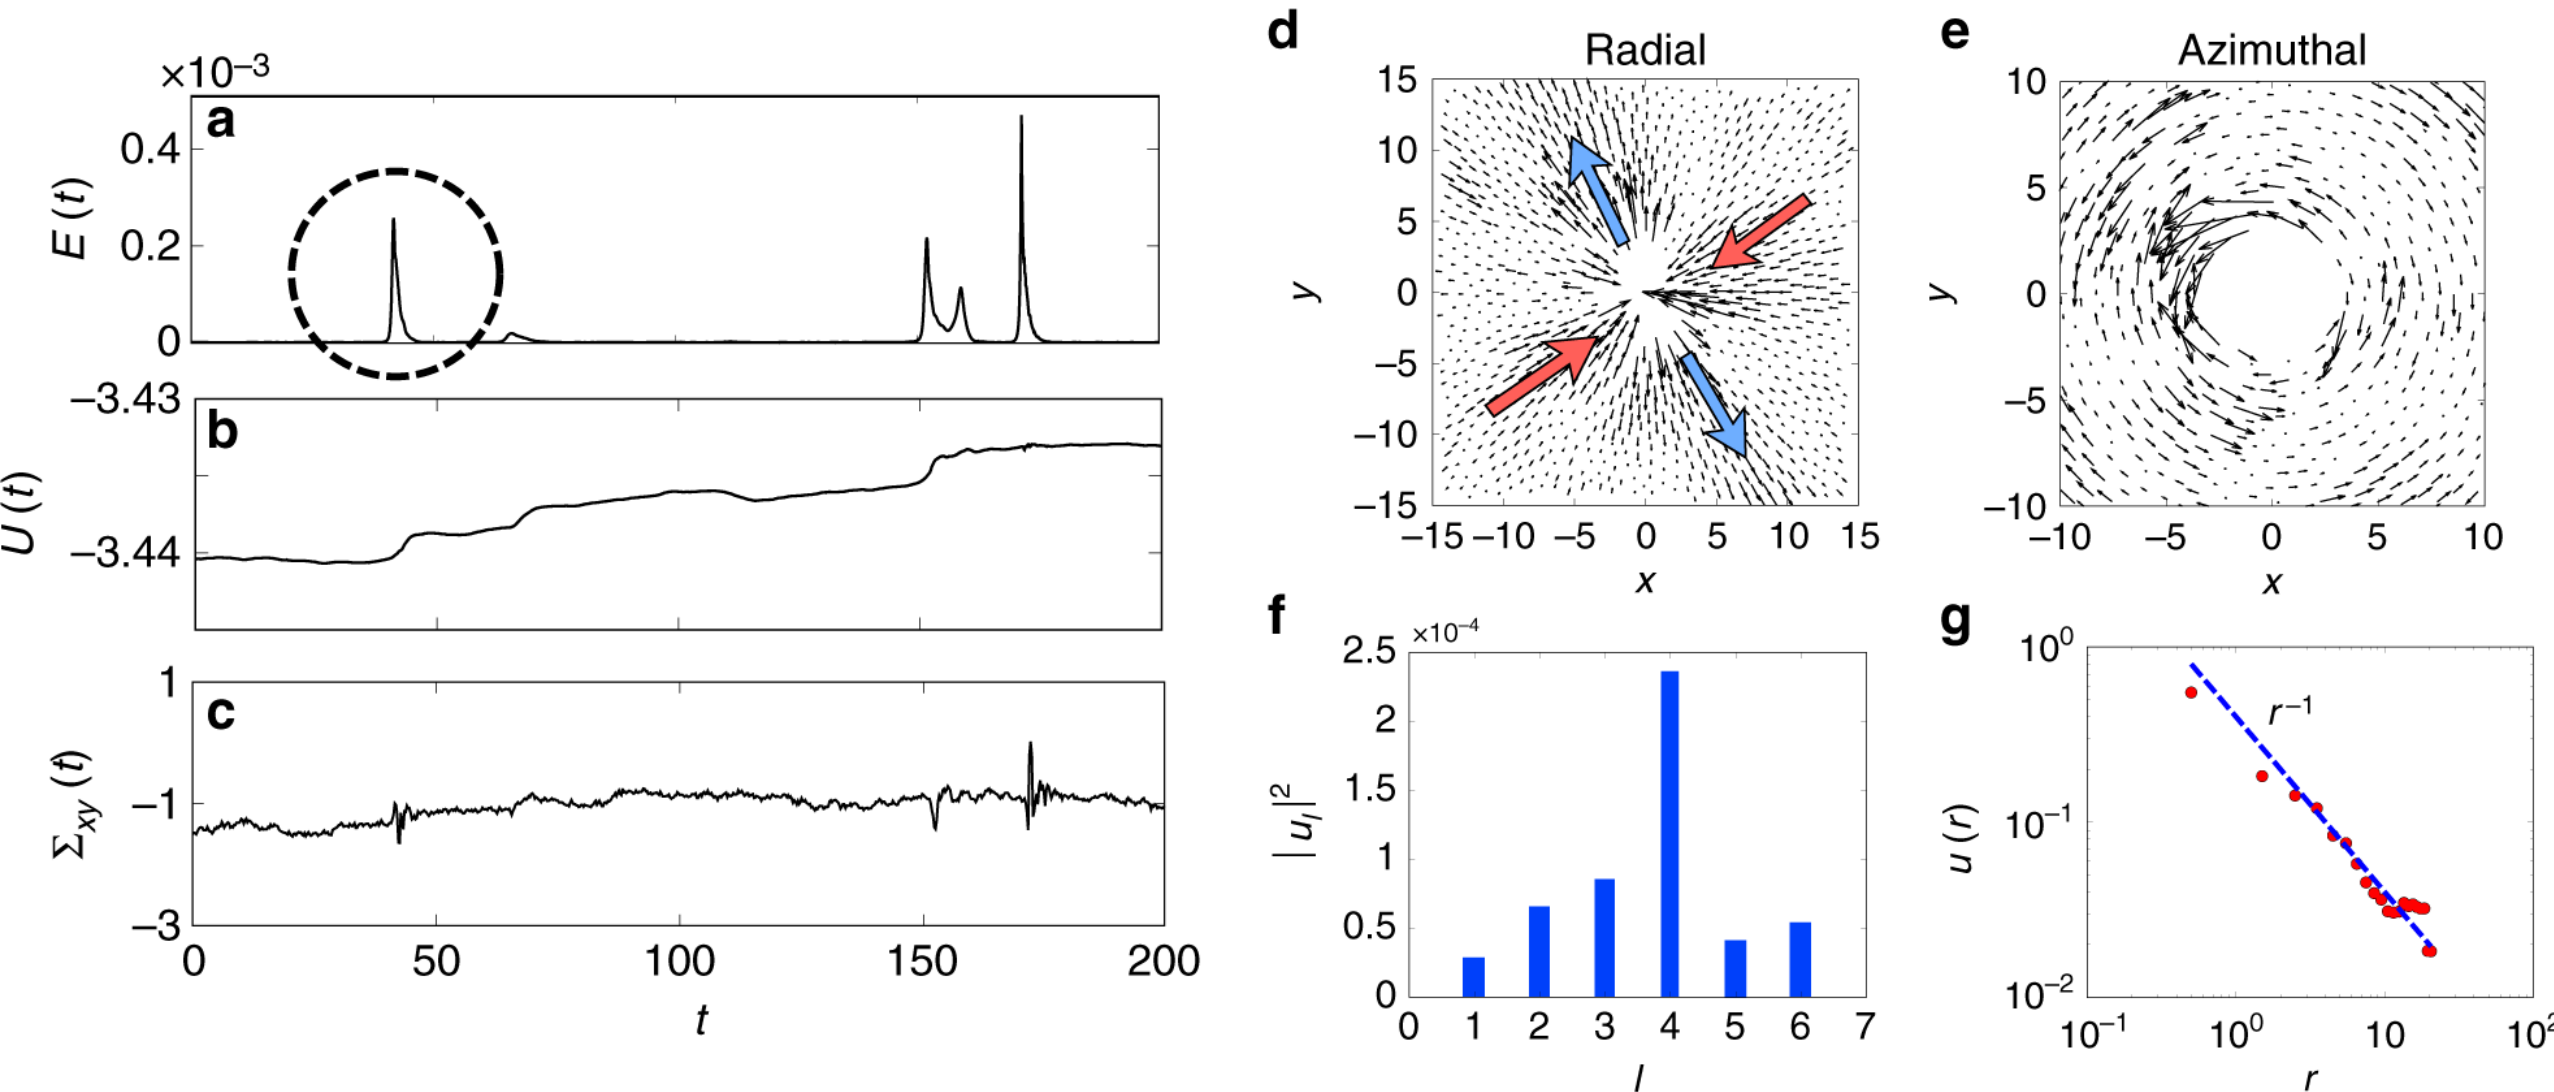 a
×10⁻³
0.4
0.2
0
E (t)
b
−3.43
−3.44
U (t)
c
1
−1
−3
Σxy (t)
0 50 100 150 200
t
d
Radial
15
10
5
0
−5
−10
−15
y
−15 −10 −5 0 5 10 15
x
e
Azimuthal
10
5
0
−5
−10
y
−10 −5 0 5 10
x
f
×10⁻⁴
2.5
2
1.5
1
0.5
0
|uₗ|²
0 1 2 3 4 5 6 7
l
g
10⁰
10⁻¹
10⁻²
u (r)
r⁻¹
10⁻¹ 10⁰ 10 10²
r